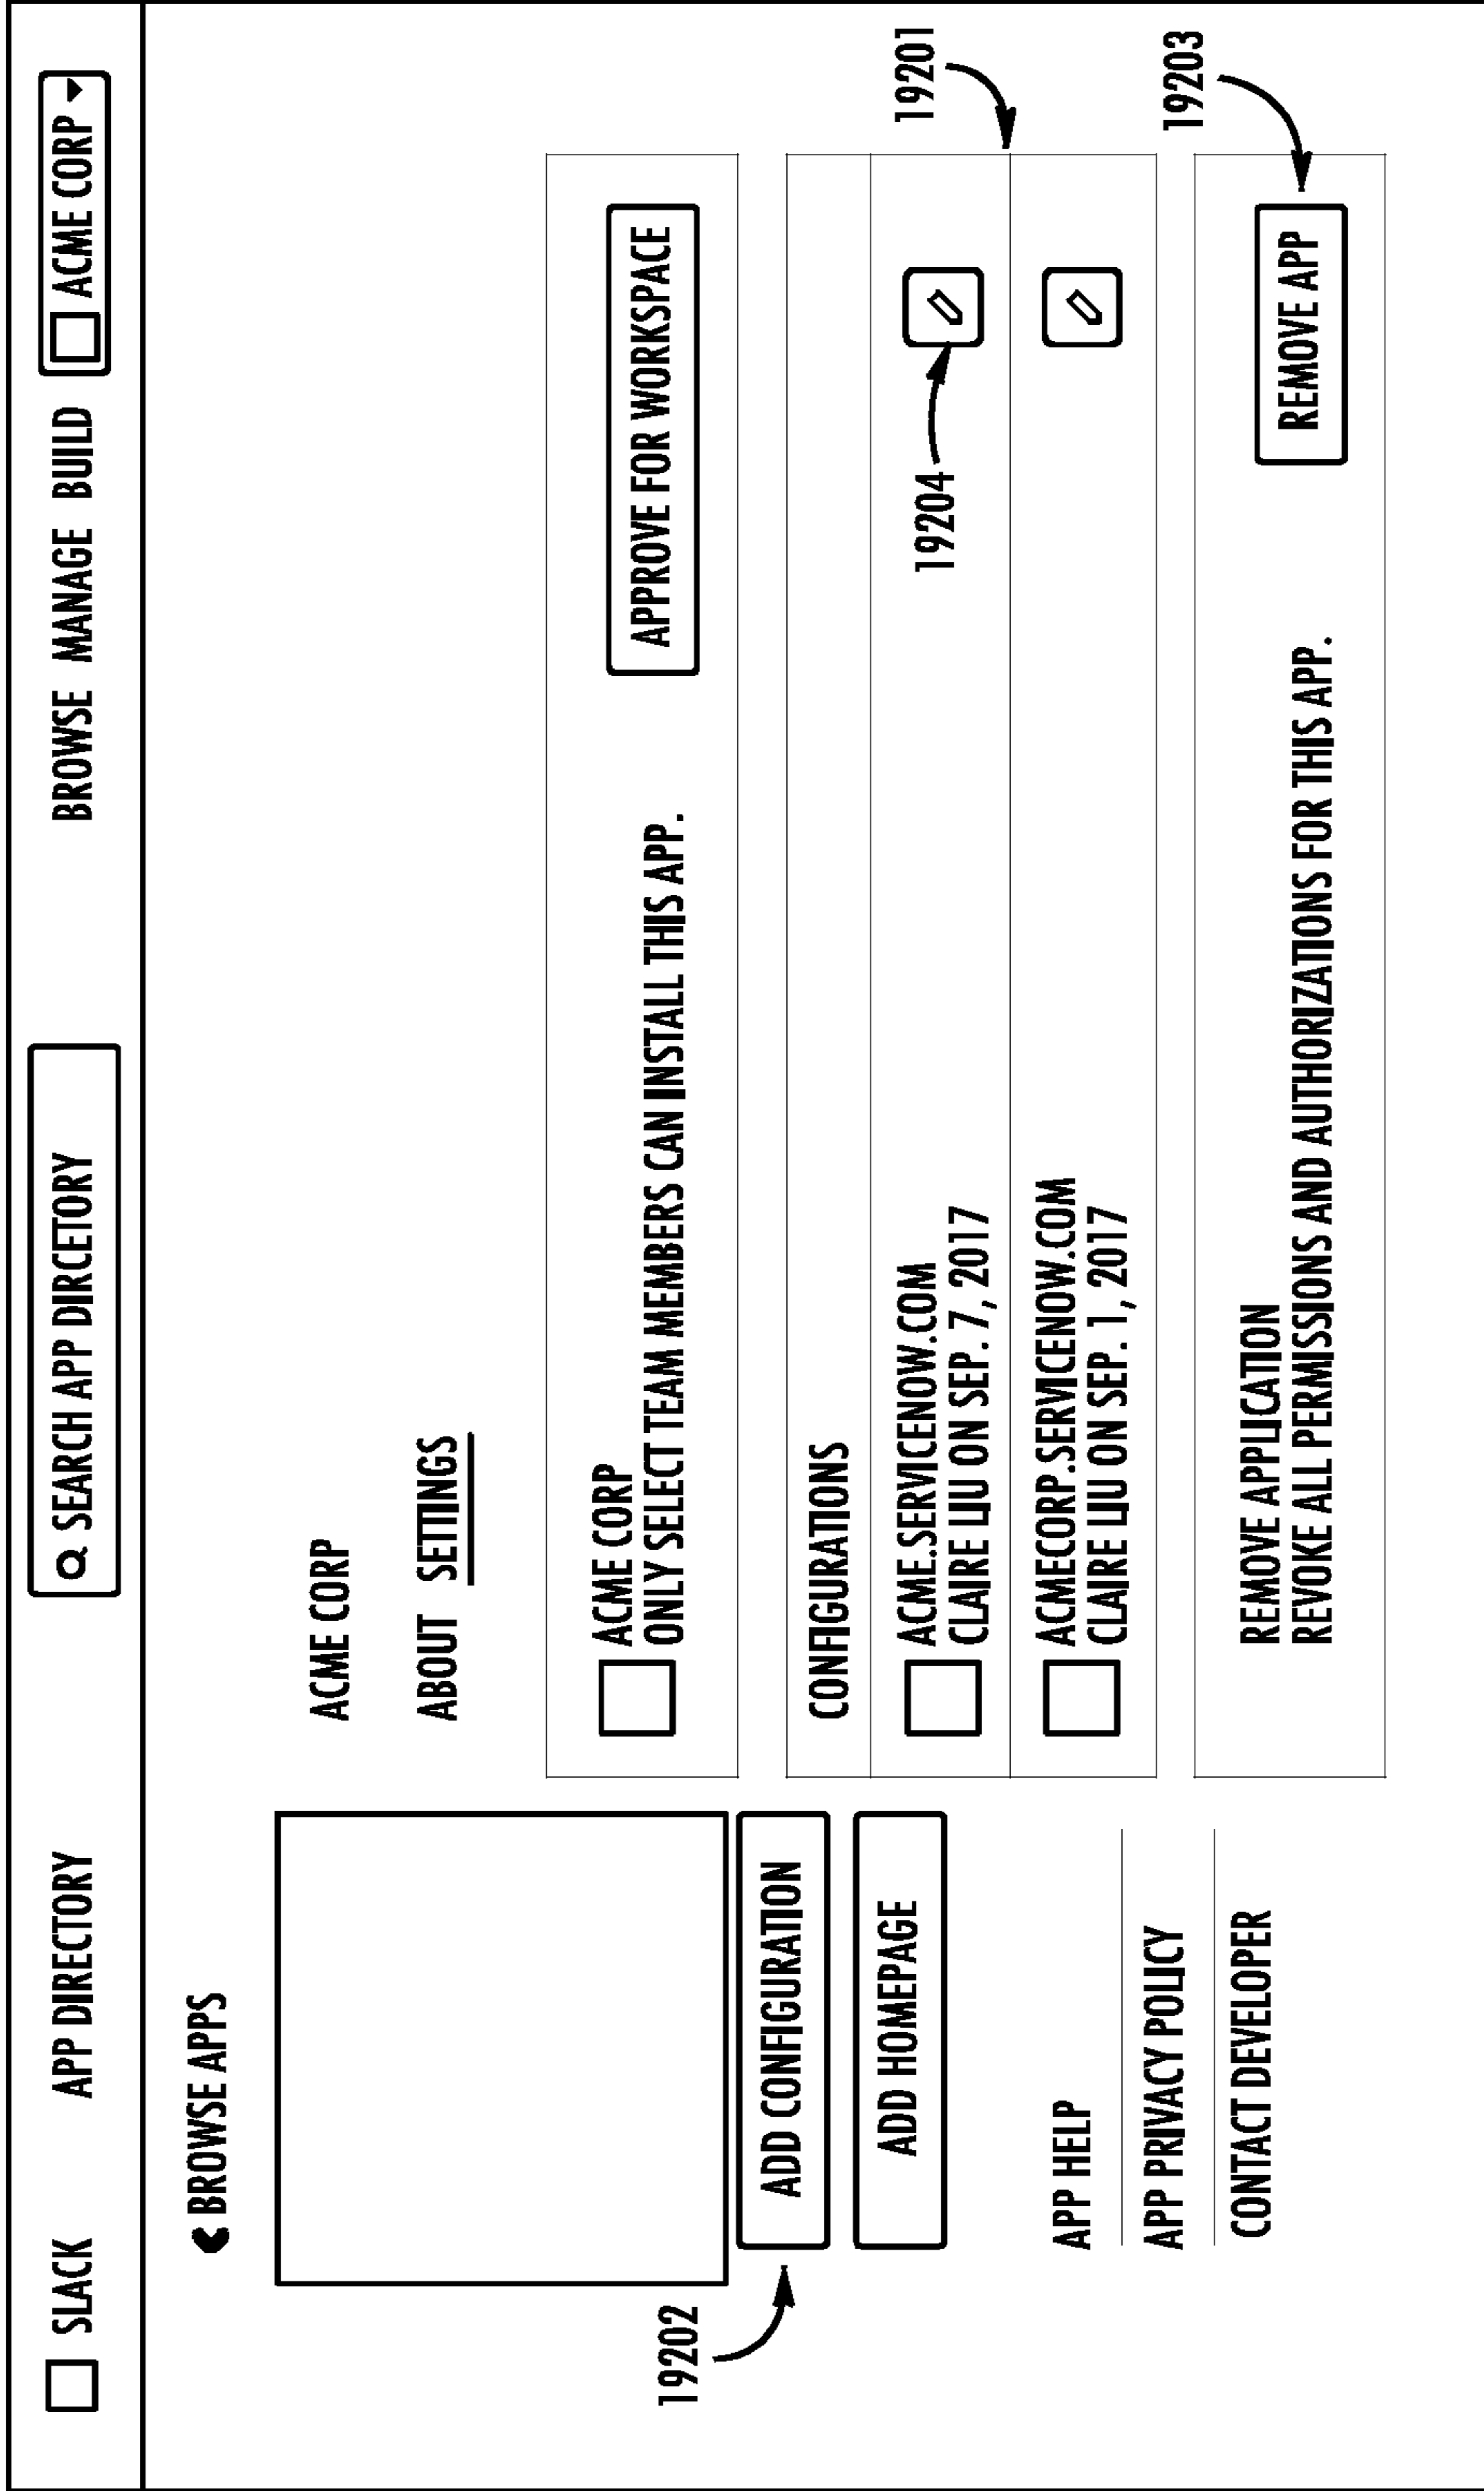 SLACK APP DIRECTORY SEARCH APP DIRCETORY BROWSE MANAGE BUILD ACME CORP
BROWSE APPS
ACME CORP
ABOUT SETTINGS
ACME CORP
ONLY SELECT TEAM MEMBERS CAN INSTALL THIS APP.
APPROVE FOR WORKSPACE
19202
ADD CONFIGURATION
ADD HOMEPAGE
APP HELP
APP PRIVACY POLICY
CONTACT DEVELOPER
CONFIGURATIONS
ACME.SERVICENOW.COM
CLAIRE LIU ON SEP. 7, 2017
19204
19201
ACMECORP.SERVICENOW.COM
CLAIRE LIU ON SEP. 1, 2017
REMOVE APPLICATION
REVOKE ALL PERMISSIONS AND AUTHORIZATIONS FOR THIS APP.
REMOVE APP
19203